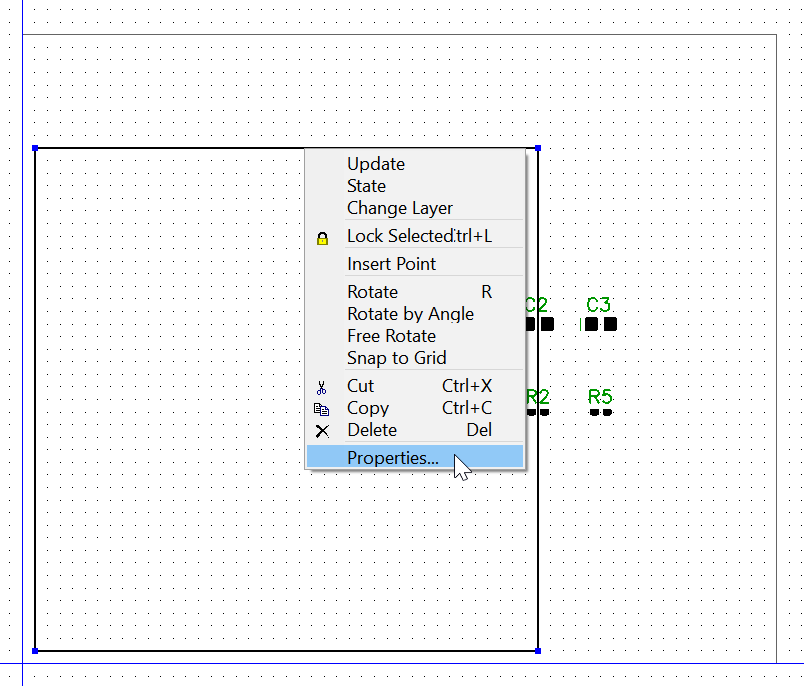 Update
State
Change Layer
Lock Selected trl+L
Insert Point
Rotate R
C2 C3
Rotate by Angle
Free Rotate
Snap to Grid
Cut Ctrl+X
R2 R5
Copy Ctrl+C
Delete Del
Properties...